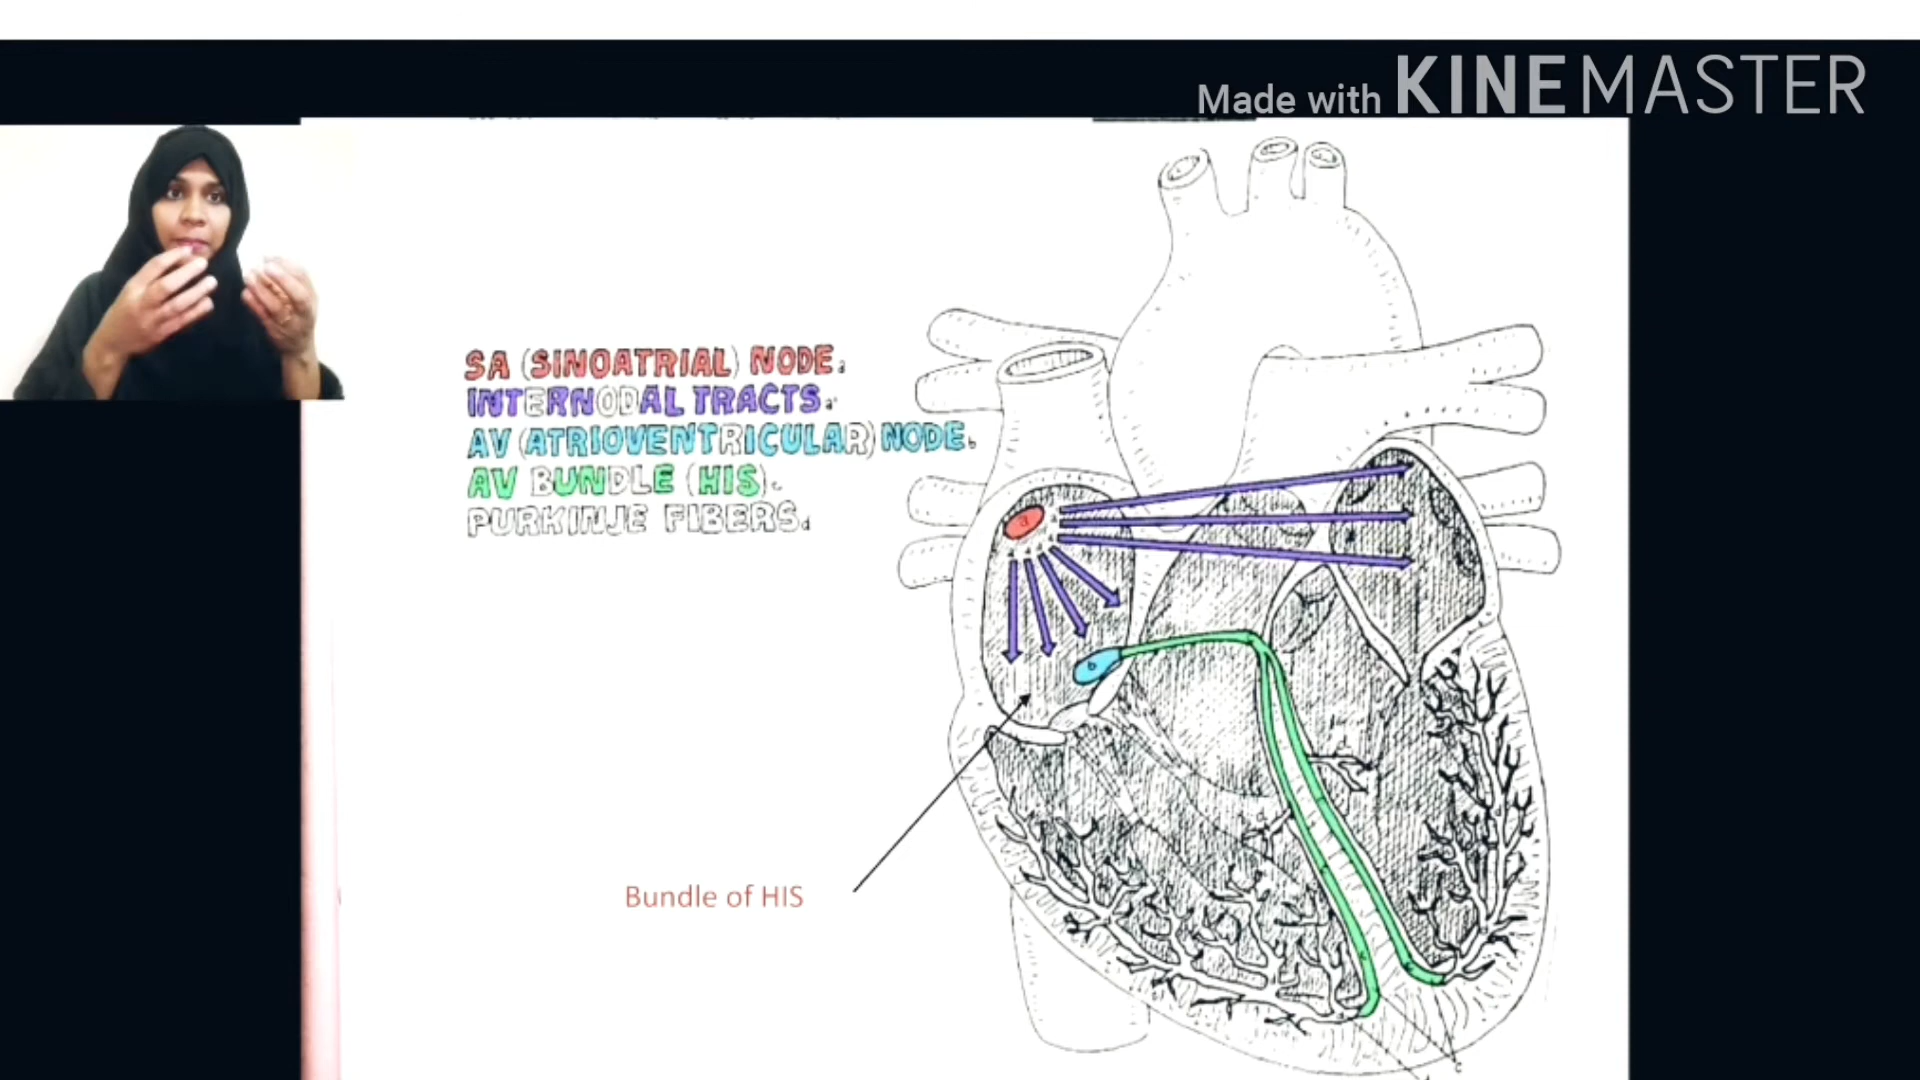 Made with KINEMASTER
SA (SINOATRIAL) NODE.
INTERNODAL TRACTS.
AV (ATRIOVENTRICULAR) NODE.
AV BUNDLE (HIS).
PURKINJE FIBERS.
a
b
Bundle of HIS
c